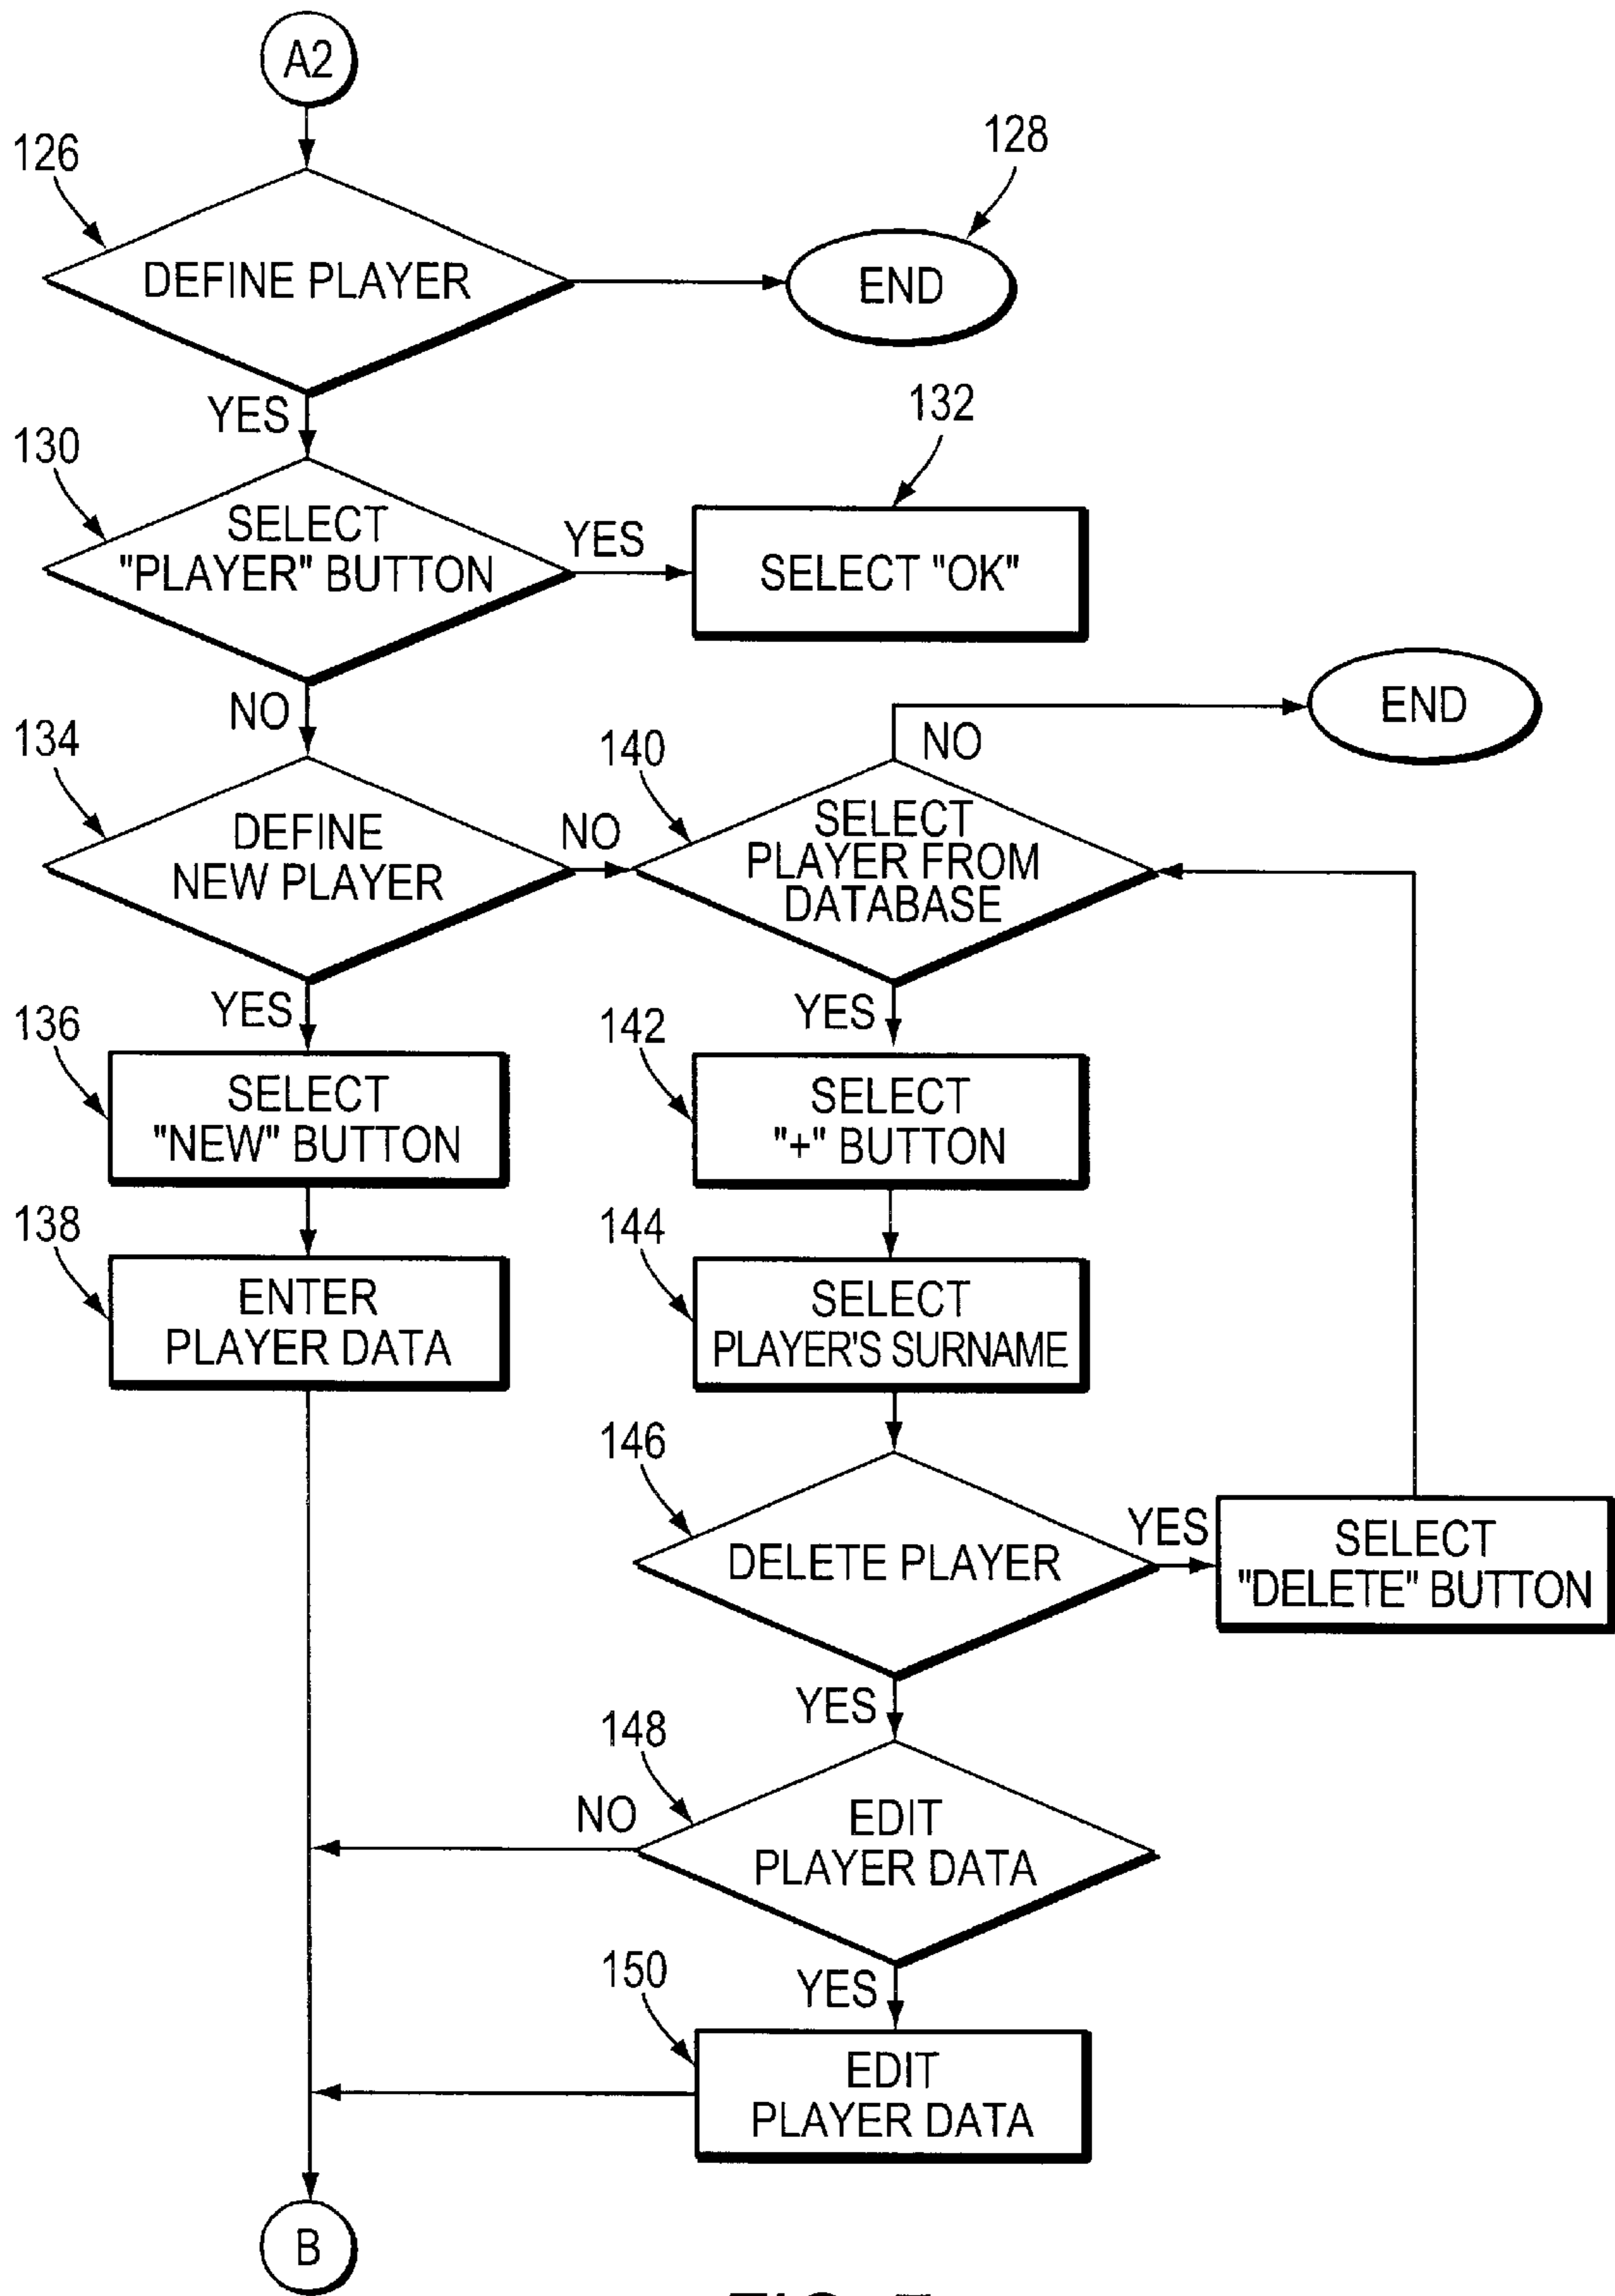 A2
126
128
DEFINE PLAYER
END
YES
130
132
SELECT
"PLAYER" BUTTON
YES
SELECT "OK"
NO
134
140
NO
END
DEFINE
NEW PLAYER
NO
SELECT
PLAYER FROM
DATABASE
YES
YES
136
142
SELECT
"NEW" BUTTON
SELECT
"+" BUTTON
138
144
ENTER
PLAYER DATA
SELECT
PLAYER'S SURNAME
146
DELETE PLAYER
YES
SELECT
"DELETE" BUTTON
YES
148
NO
EDIT
PLAYER DATA
150
YES
EDIT
PLAYER DATA
B